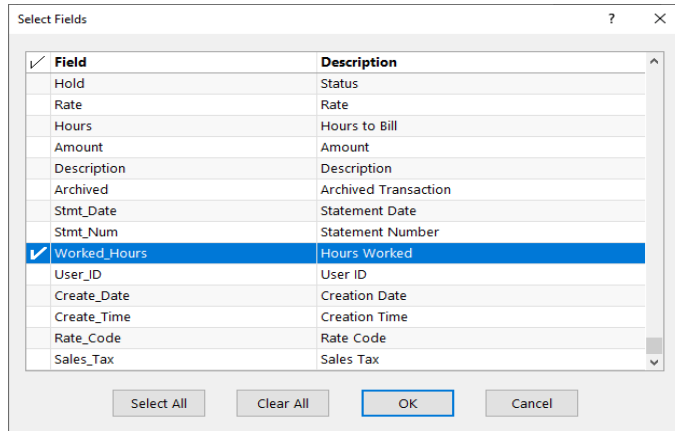 Select Fields ? ×
Field Description
Hold Status
Rate Rate
Hours Hours to Bill
Amount Amount
Description Description
Archived Archived Transaction
Stmt_Date Statement Date
Stmt_Num Statement Number
Worked_Hours Hours Worked
User_ID User ID
Create_Date Creation Date
Create_Time Creation Time
Rate_Code Rate Code
Sales_Tax Sales Tax
Select All Clear All OK Cancel